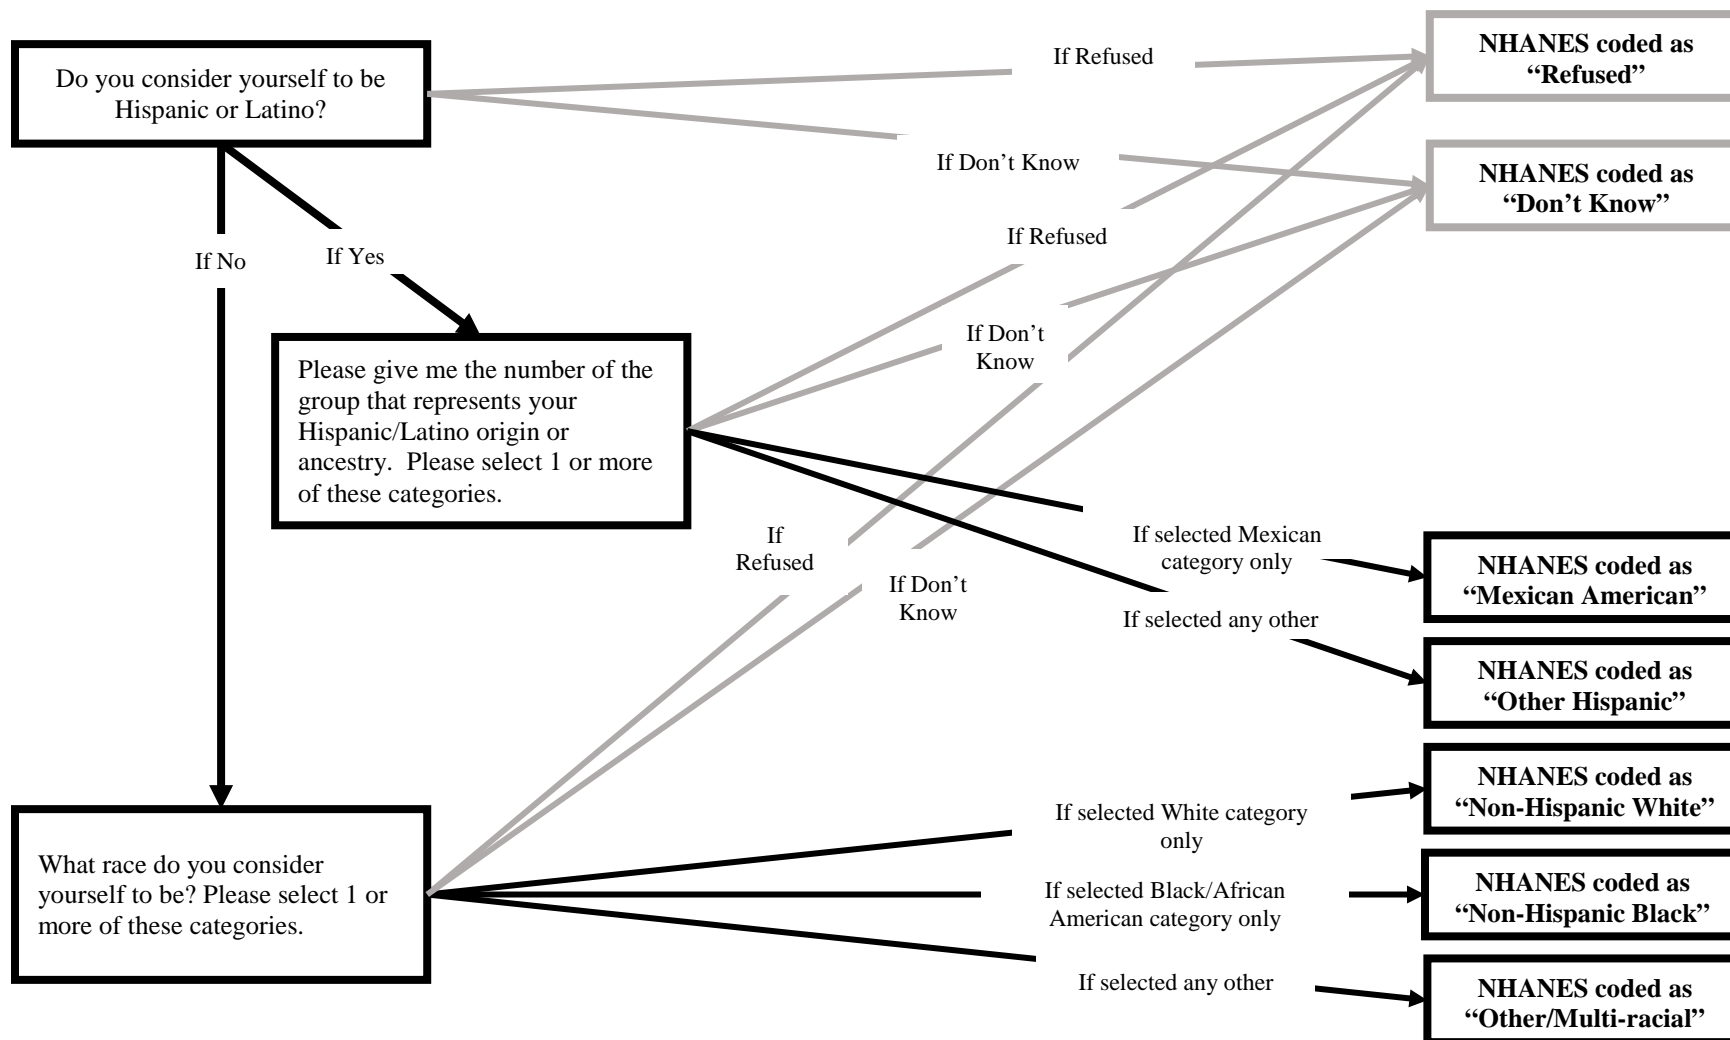 Do you consider yourself to be
Hispanic or Latino?
If Refused
NHANES coded as
“Refused”
If Don’t Know
NHANES coded as
“Don’t Know”
If No
If Yes
If Refused
If Don’t
Know
Please give me the number of the
group that represents your
Hispanic/Latino origin or
ancestry.  Please select 1 or more
of these categories.
If
Refused
If Don’t
Know
If selected Mexican
category only
NHANES coded as
“Mexican American”
If selected any other
NHANES coded as
“Other Hispanic”
What race do you consider
yourself to be? Please select 1 or
more of these categories.
If selected White category
only
NHANES coded as
“Non-Hispanic White”
If selected Black/African
American category only
NHANES coded as
“Non-Hispanic Black”
If selected any other
NHANES coded as
“Other/Multi-racial”